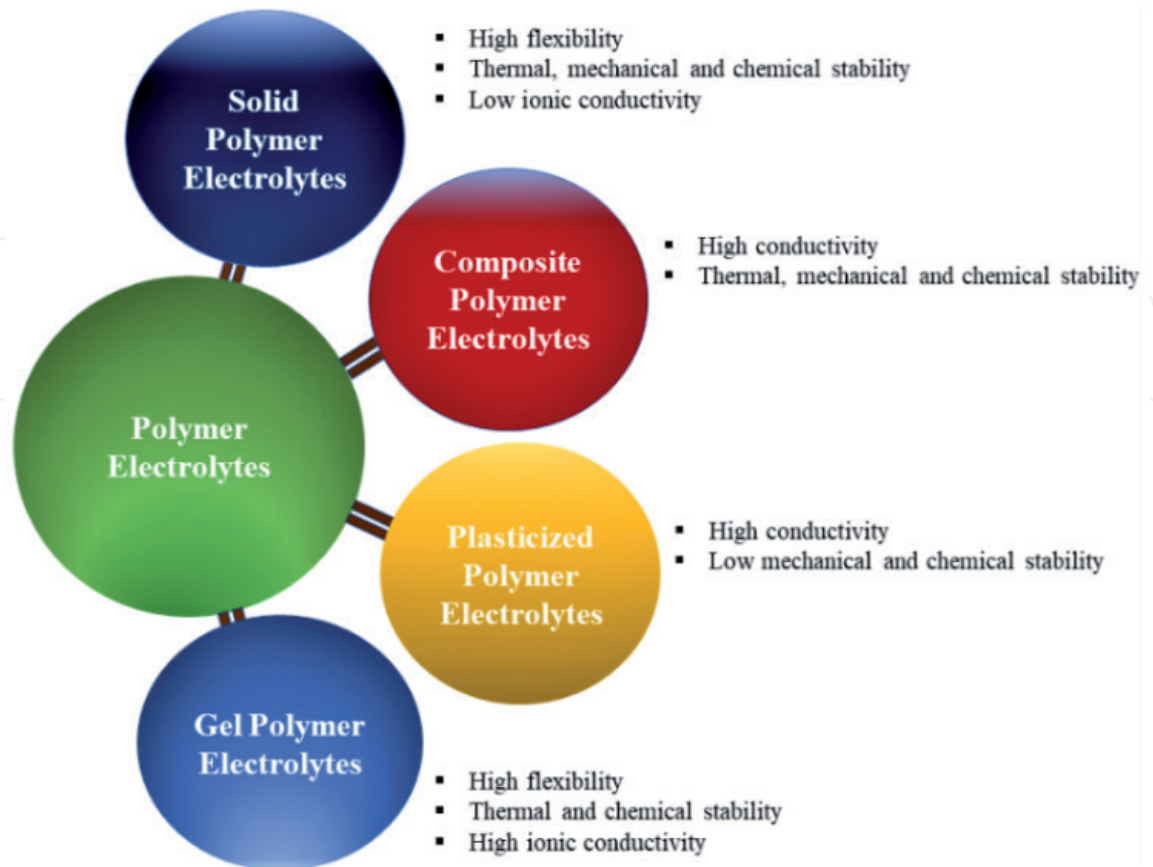 Solid
Polymer
Electrolytes
▪ High flexibility
▪ Thermal, mechanical and chemical stability
▪ Low ionic conductivity
Composite
Polymer
Electrolytes
▪ High conductivity
▪ Thermal, mechanical and chemical stability
Polymer
Electrolytes
Plasticized
Polymer
Electrolytes
▪ High conductivity
▪ Low mechanical and chemical stability
Gel Polymer
Electrolytes
▪ High flexibility
▪ Thermal and chemical stability
▪ High ionic conductivity